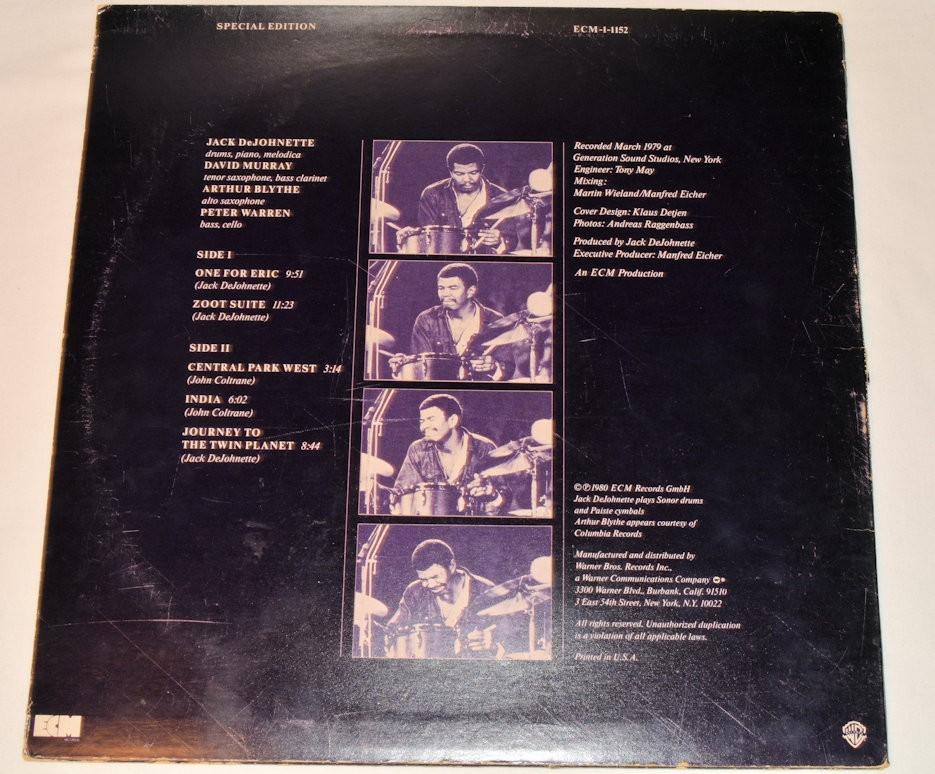 SPECIAL EDITION
ECM-1-1152
JACK DeJOHNETTE
drums, piano, melodica
DAVID MURRAY
tenor saxophone, bass clarinet
ARTHUR BLYTHE
alto saxophone
PETER WARREN
bass, cello
SIDE I
ONE FOR ERIC 9:51
(Jack DeJohnette)
ZOOT SUITE 11:23
(Jack DeJohnette)
SIDE II
CENTRAL PARK WEST 3:14
(John Coltrane)
INDIA 6:02
(John Coltrane)
JOURNEY TO
THE TWIN PLANET 8:44
(Jack DeJohnette)
Recorded March 1979 at
Generation Sound Studios, New York
Engineer: Tony May
Mixing:
Martin Wieland/Manfred Eicher
Cover Design: Klaus Detjen
Photos: Andreas Raggenbass
Produced by Jack DeJohnette
Executive Producer: Manfred Eicher
An ECM Production
©℗1980 ECM Records GmbH
Jack DeJohnette plays Sonor drums
and Paiste cymbals
Arthur Blythe appears courtesy of
Columbia Records
Manufactured and distributed by
Warner Bros. Records Inc.,
a Warner Communications Company
3300 Warner Blvd., Burbank, Calif. 91510
3 East 54th Street, New York, N.Y. 10022
All rights reserved. Unauthorized duplication
is a violation of all applicable laws.
Printed in U.S.A.
ECM